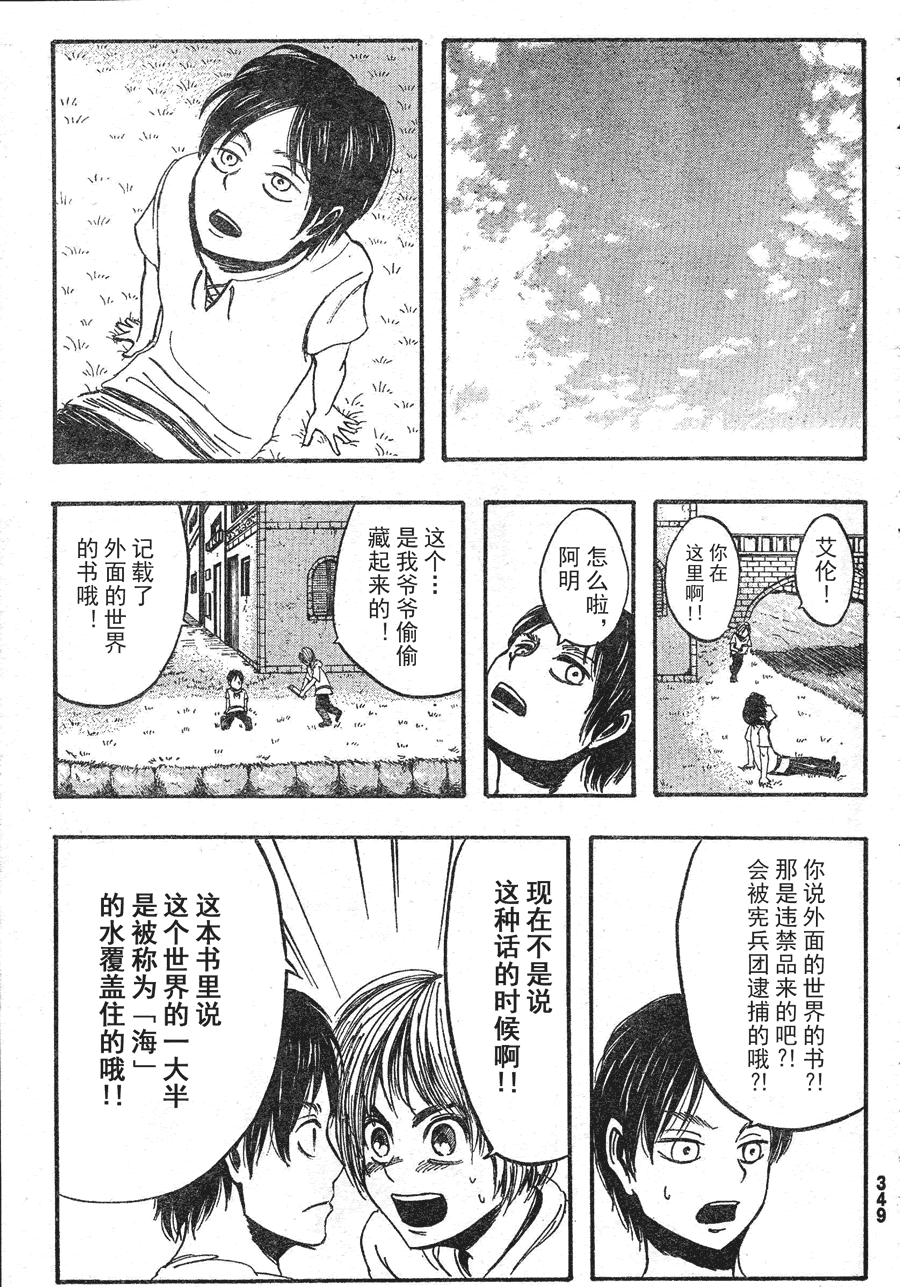 艾伦！
你在
这里啊！！
怎么啦，
阿明
这个…
是我爷爷偷偷
藏起来的！
记载了
外面的世界
的书哦！
你说外面的世界的书?!
那是违禁品来的吧?!
会被宪兵团逮捕的哦?!
现在不是说
这种话的时候啊!!
这本书里说
这个世界的一大半
是被称为「海」
的水覆盖住的哦!!
349